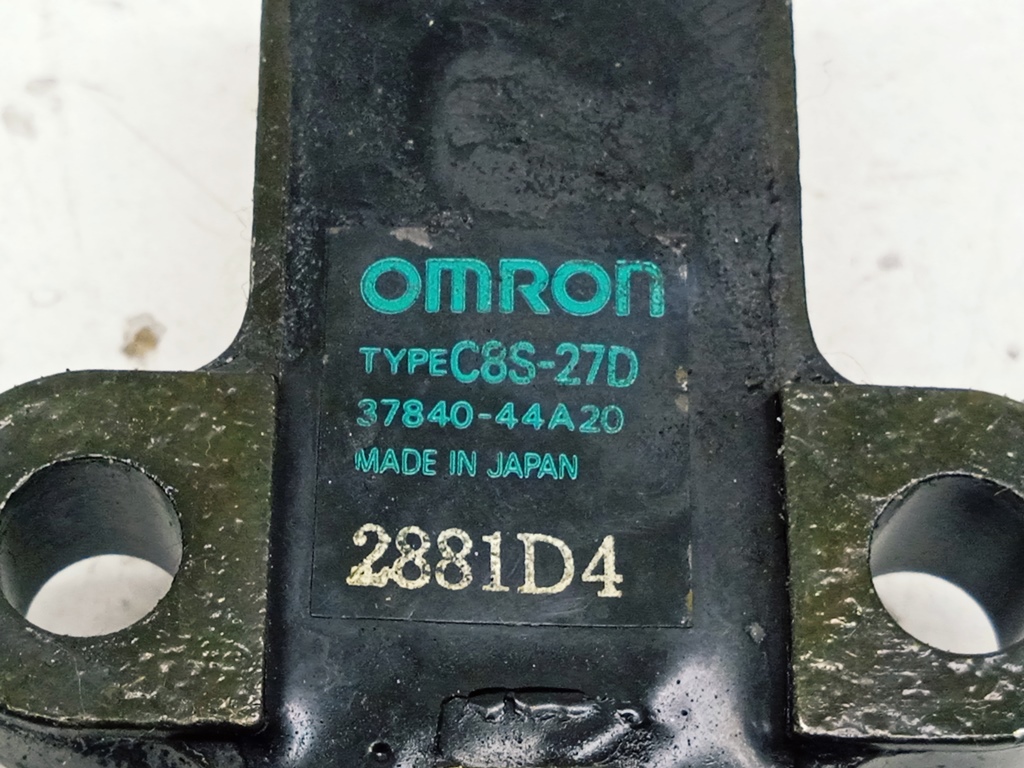 OMRON
TYPE C8S-27D
37840-44A20
MADE IN JAPAN
2881D4